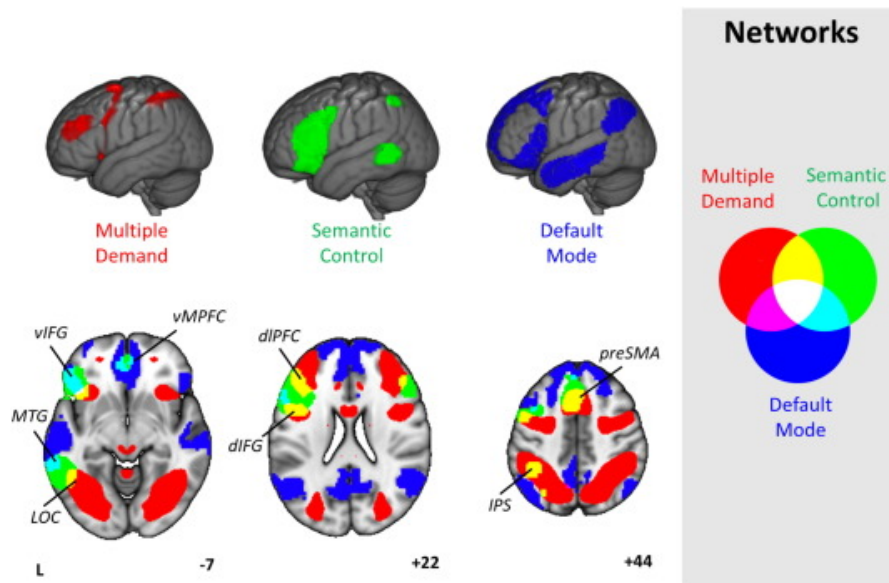 Networks
Multiple
Demand
Semantic
Control
Default
Mode
Multiple
Demand
Semantic
Control
Default
Mode
vIFG
vMPFC
MTG
LOC
dlPFC
dIFG
preSMA
IPS
L
-7
+22
+44